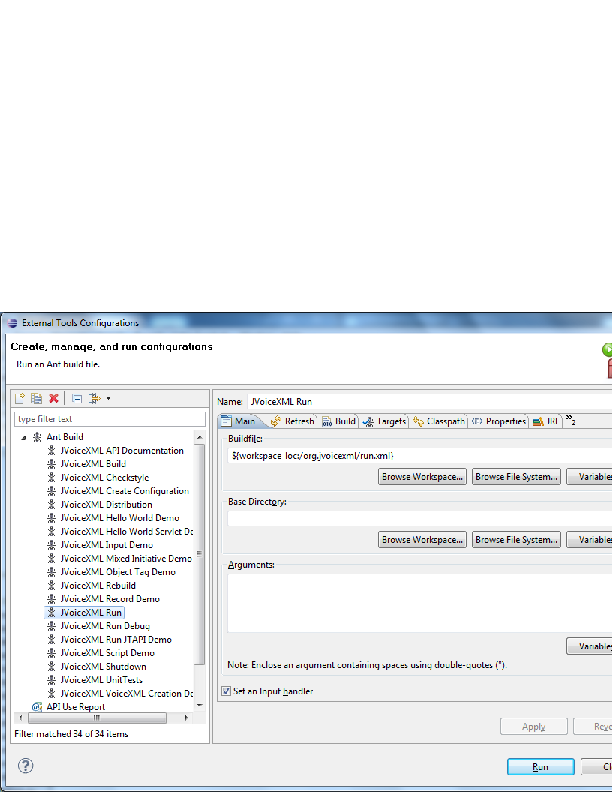 External Tools Configurations
Create, manage, and run configurations
Run an Ant build file.
type filter text
Ant Build
JVoiceXML API Documentation
JVoiceXML Build
JVoiceXML Checkstyle
JVoiceXML Create Configuration
JVoiceXML Distribution
JVoiceXML Hello World Demo
JVoiceXML Hello World Servlet De
JVoiceXML Input Demo
JVoiceXML Mixed Initiative Demo
JVoiceXML Object Tag Demo
JVoiceXML Rebuild
JVoiceXML Record Demo
JVoiceXML Run
JVoiceXML Run Debug
JVoiceXML Run JTAPI Demo
JVoiceXML Script Demo
JVoiceXML Shutdown
JVoiceXML UnitTests
JVoiceXML VoiceXML Creation De
API Use Report
Filter matched 34 of 34 items
Name: JVoiceXML Run
Main Refresh Build Targets Classpath Properties JRE »2
Buildfile:
${workspace_loc:/org.jvoicexml/run.xml}
Browse Workspace... Browse File System... Variables
Base Directory:
Browse Workspace... Browse File System... Variables
Arguments:
Variables
Note: Enclose an argument containing spaces using double-quotes (").
Set an Input handler
Apply Reve
Run Cl